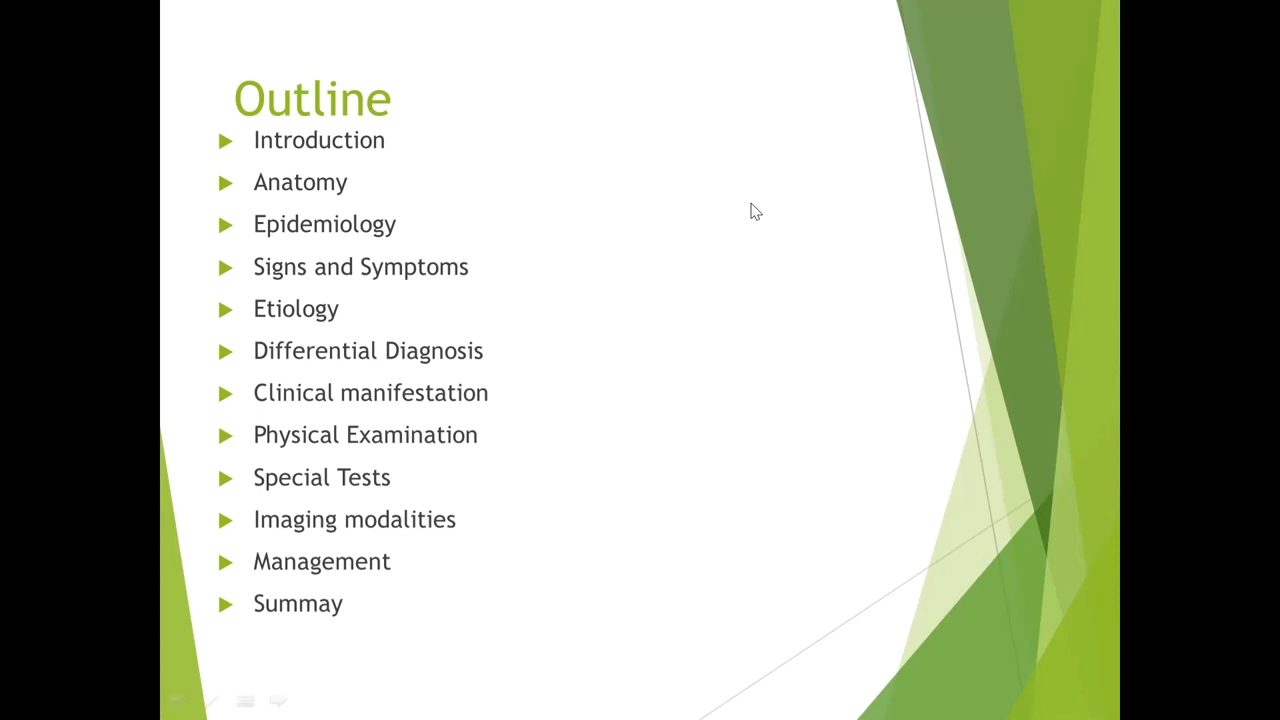 Outline
Introduction
Anatomy
Epidemiology
Signs and Symptoms
Etiology
Differential Diagnosis
Clinical manifestation
Physical Examination
Special Tests
Imaging modalities
Management
Summay